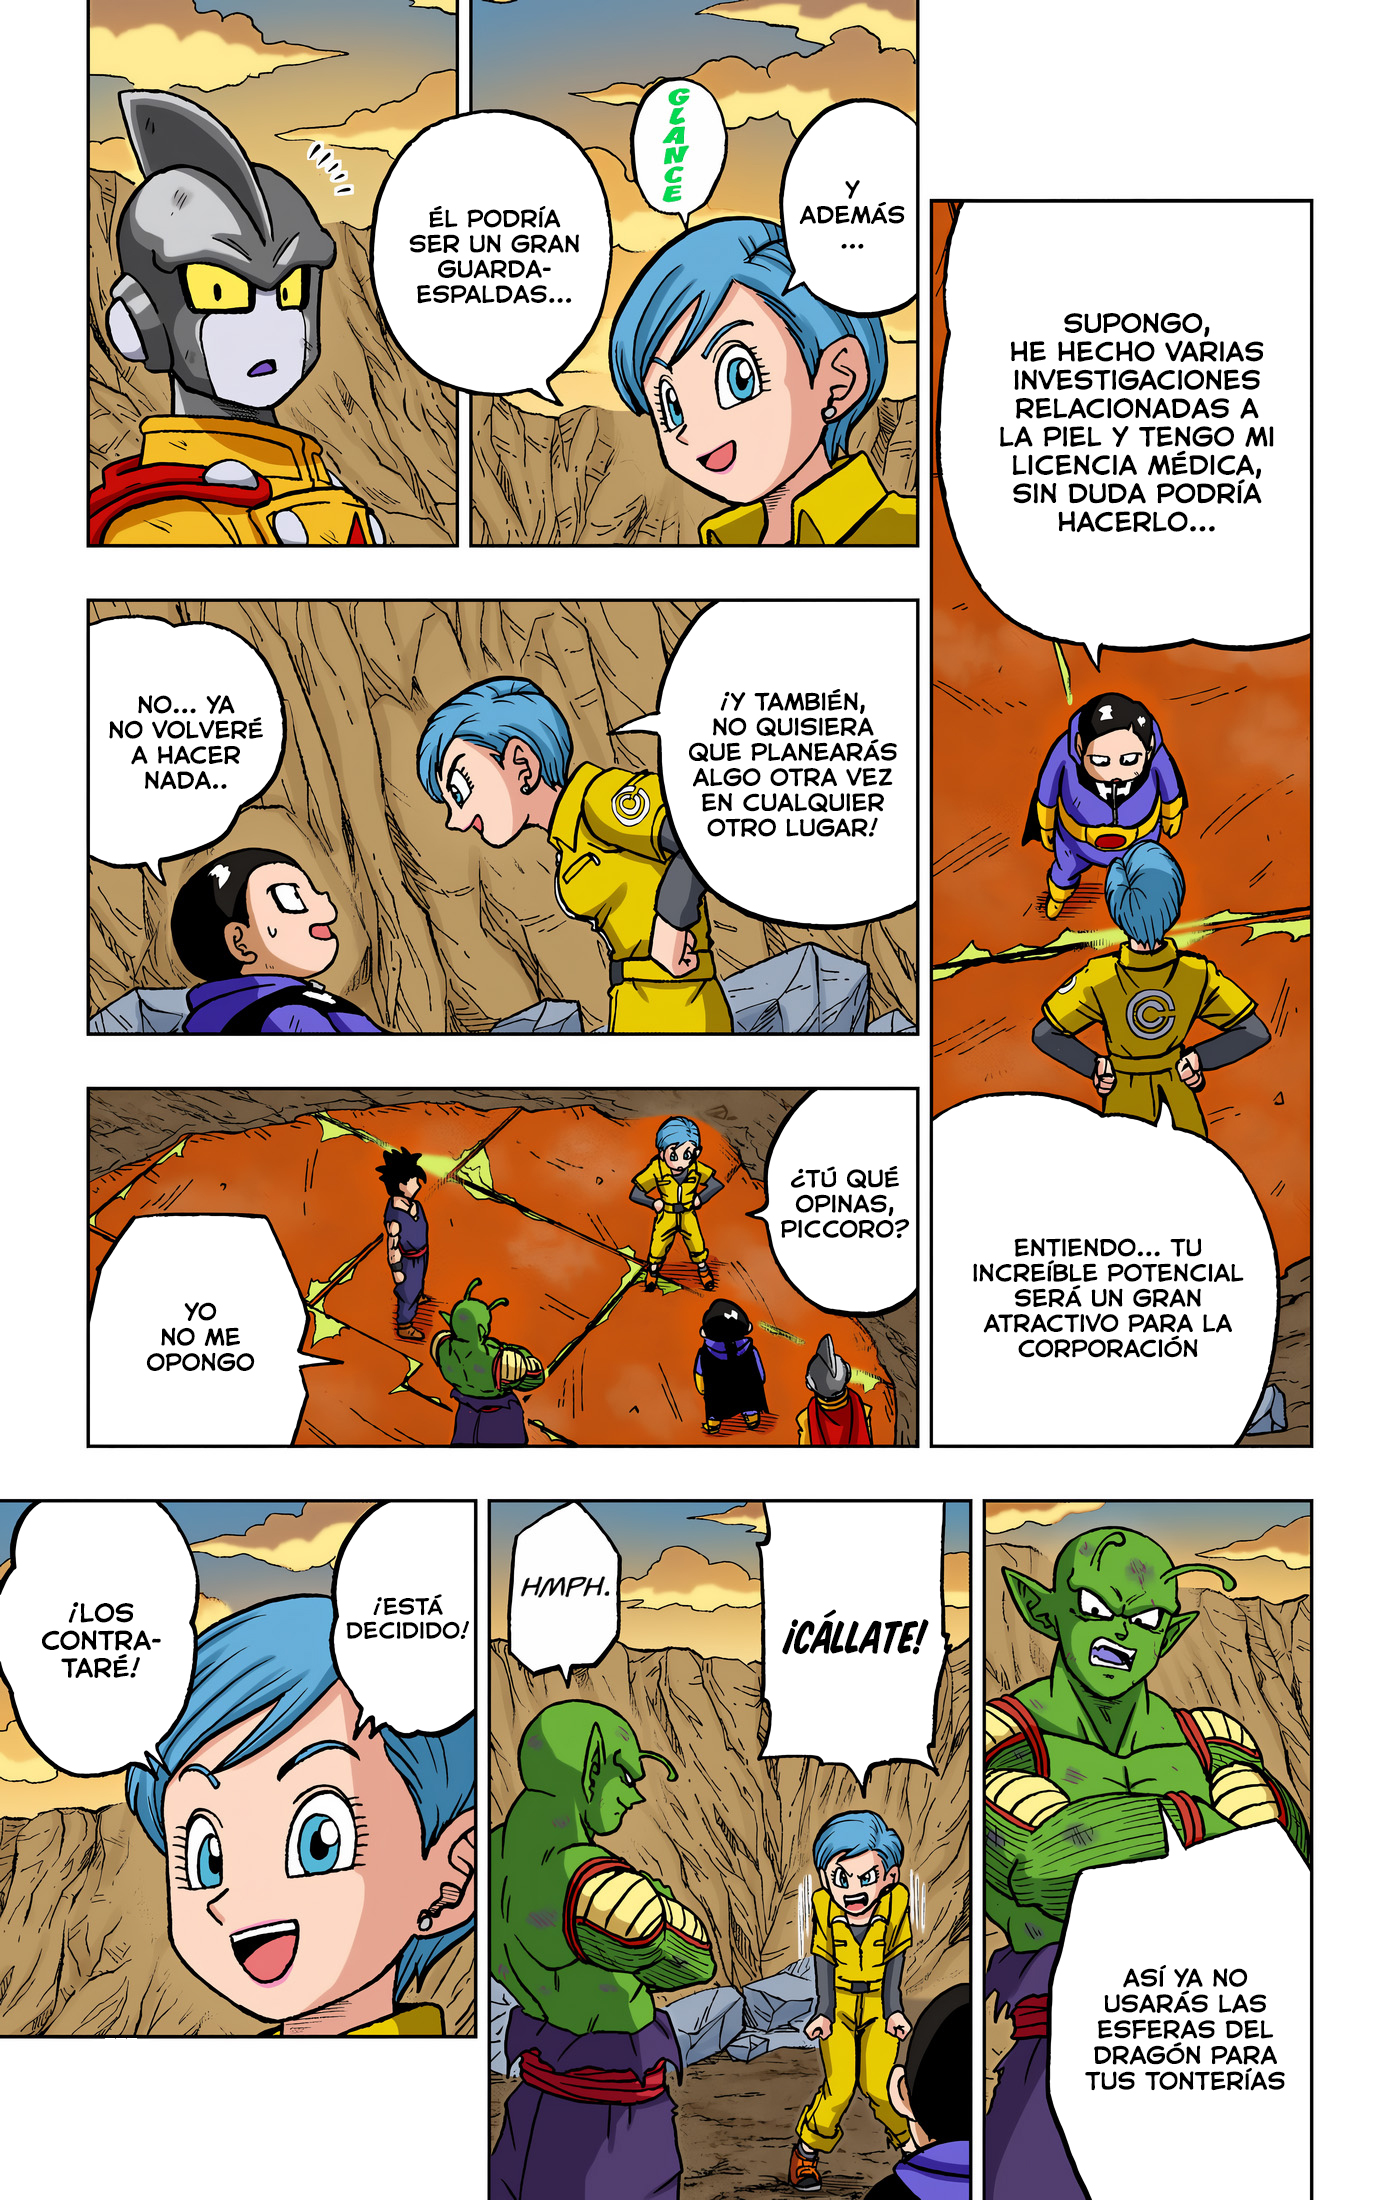 SUPONGO,
HE HECHO VARIAS
INVESTIGACIONES
RELACIONADAS A
LA PIEL Y TENGO MI
LICENCIA MÉDICA,
SIN DUDA PODRÍA
HACERLO...
ENTIENDO... TU
INCREÍBLE POTENCIAL
SERÁ UN GRAN
ATRACTIVO PARA LA
CORPORACIÓN
Y
ADEMÁS
...
GLANCE
ÉL PODRÍA
SER UN GRAN
GUARDA-
ESPALDAS...
¡Y TAMBIÉN,
NO QUISIERA
QUE PLANEARÁS
ALGO OTRA VEZ
EN CUALQUIER
OTRO LUGAR!
NO... YA
NO VOLVERÉ
A HACER
NADA..
¿TÚ QUÉ
OPINAS,
PICCORO?
YO
NO ME
OPONGO
ASÍ YA NO
USARÁS LAS
ESFERAS DEL
DRAGÓN PARA
TUS TONTERÍAS
¡CÁLLATE!
HMPH.
¡ESTÁ
DECIDIDO!
¡LOS
CONTRA-
TARÉ!